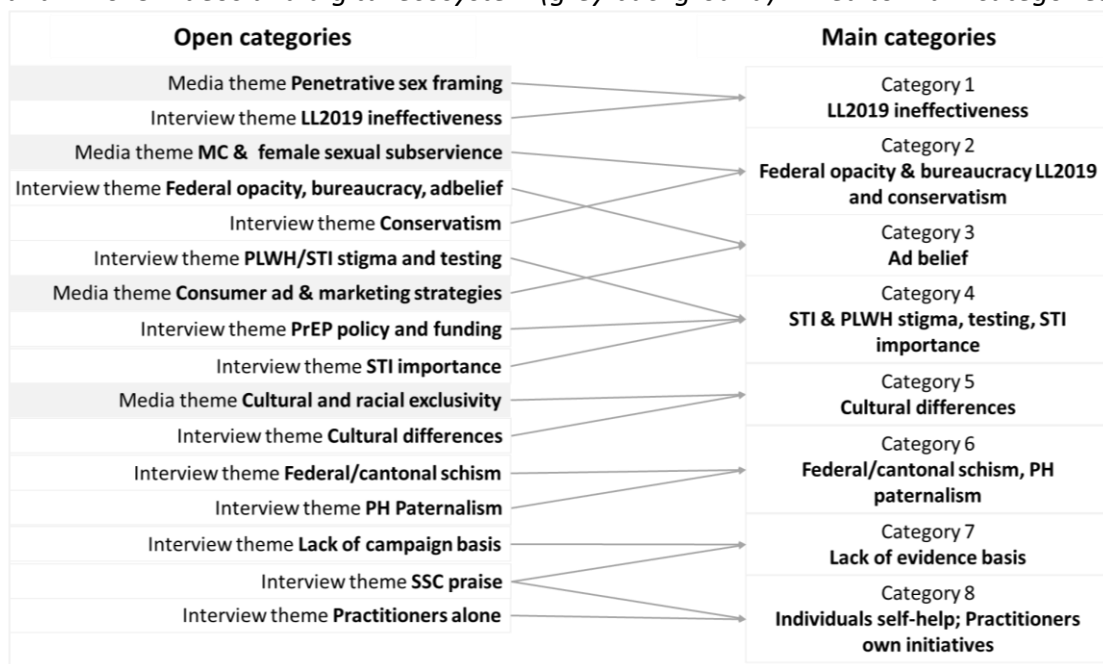 Open categories
Main categories
Media theme Penetrative sex framing
Interview theme LL2019 ineffectiveness
Media theme MC & female sexual subservience
Interview theme Federal opacity, bureaucracy, adbelief
Interview theme Conservatism
Interview theme PLWH/STI stigma and testing
Media theme Consumer ad & marketing strategies
Interview theme PrEP policy and funding
Interview theme STI importance
Media theme Cultural and racial exclusivity
Interview theme Cultural differences
Interview theme Federal/cantonal schism
Interview theme PH Paternalism
Interview theme Lack of campaign basis
Interview theme SSC praise
Interview theme Practitioners alone
Category 1
LL2019 ineffectiveness
Category 2
Federal opacity & bureaucracy LL2019
and conservatism
Category 3
Ad belief
Category 4
STI & PLWH stigma, testing, STI
importance
Category 5
Cultural differences
Category 6
Federal/cantonal schism, PH
paternalism
Category 7
Lack of evidence basis
Category 8
Individuals self-help; Practitioners
own initiatives